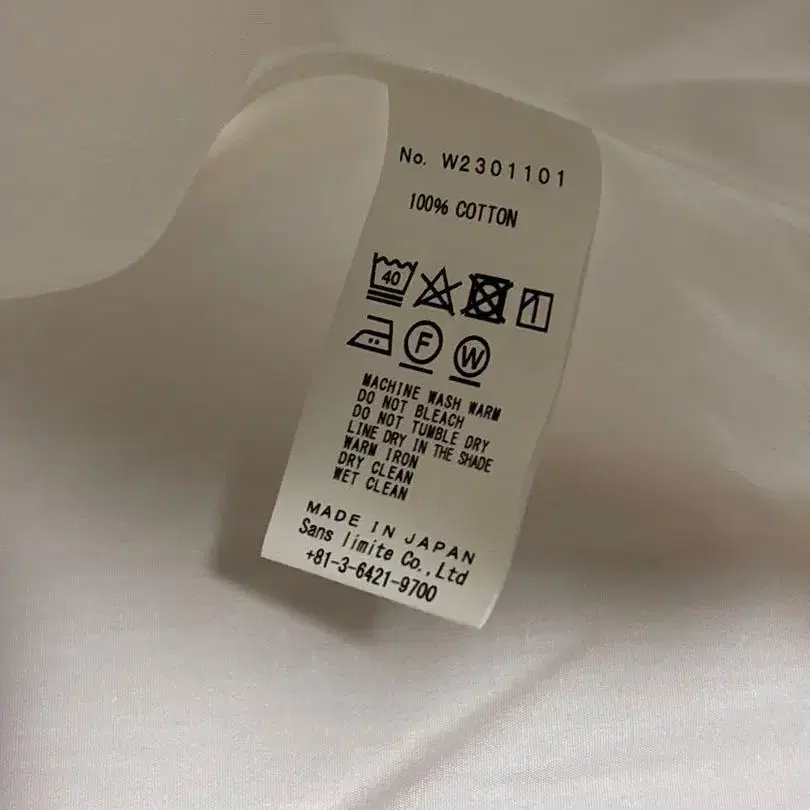 No. W2301101
100% COTTON
40
F W
MACHINE WASH WARM
DO NOT BLEACH
DO NOT TUMBLE DRY
LINE DRY IN THE SHADE
WARM IRON
DRY CLEAN
WET CLEAN
MADE IN JAPAN
Sans limite Co.,Ltd
+81-3-6421-9700